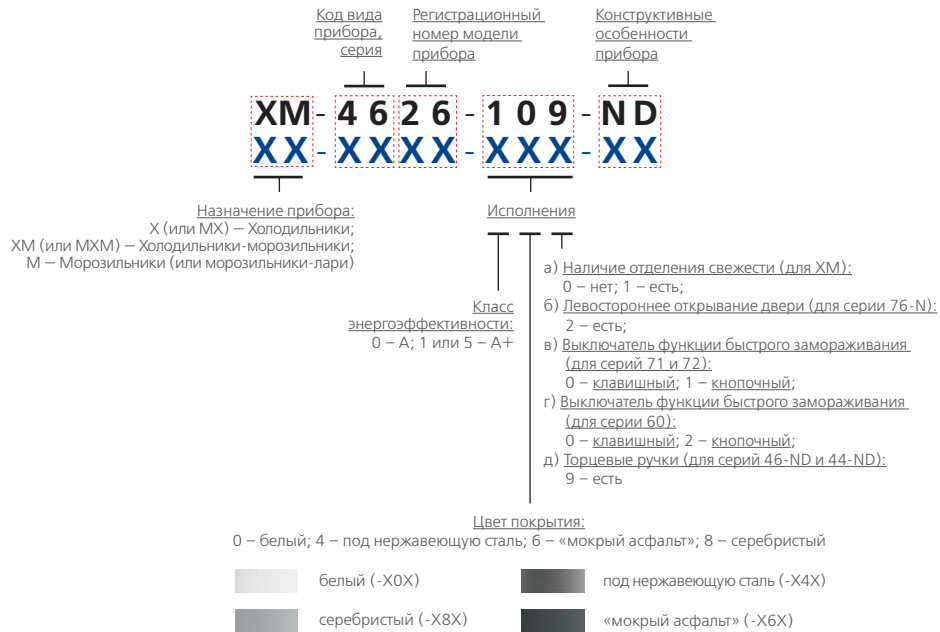 Код вида
прибора,
серия
Регистрационный
номер модели
прибора
Конструктивные
особенности
прибора
ХМ - 4 6 2 6 - 1 0 9 - N D
X X - X X X X - X X X - X X
Назначение прибора:
Х (или МХ) – Холодильники;
ХМ (или МХМ) – Холодильники-морозильники;
М – Морозильники (или морозильники-лари)
Исполнения
Класс
энергоэффективности:
0 – А; 1 или 5 – А+
а) Наличие отделения свежести (для ХМ):
0 – нет; 1 – есть;
б) Левостороннее открывание двери (для серии 76-N):
2 – есть;
в) Выключатель функции быстрого замораживания
(для серий 71 и 72):
0 – клавишный; 1 – кнопочный;
г) Выключатель функции быстрого замораживания
(для серии 60):
0 – клавишный; 2 – кнопочный;
д) Торцевые ручки (для серий 46-ND и 44-ND):
9 – есть
Цвет покрытия:
0 – белый; 4 – под нержавеющую сталь; 6 – «мокрый асфальт»; 8 – серебристый
белый (-Х0Х)
под нержавеющую сталь (-Х4Х)
серебристый (-Х8Х)
«мокрый асфальт» (-Х6Х)